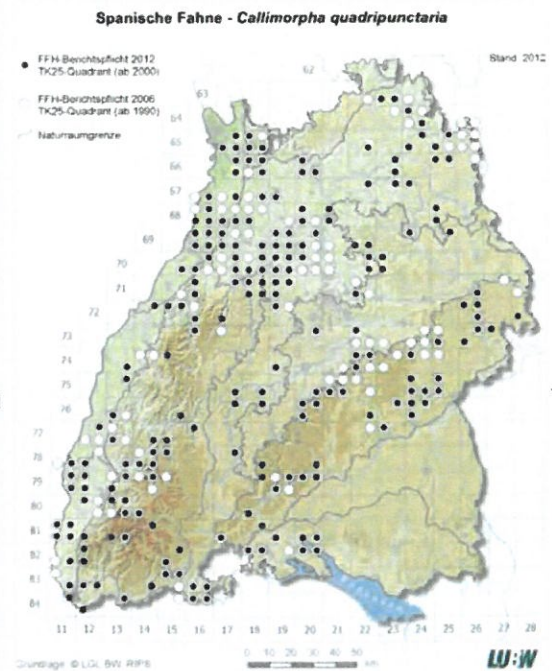 Spanische Fahne - Callimorpha quadripunctaria
FFH-Berichtspflicht 2012
TK25-Quadrant (ab 2000)
Stand 2012
FFH-Berichtspflicht 2006
TK25-Quadrant (ab 1990)
Naturraumgrenze
62
63
64
65
66
67
68
69
70
71
72
73
74
75
76
77
78
79
80
81
82
83
84
11 12 13 14 15 16 17 18 19 20 21 22 23 24 25 26 27 28
Grundlage © LGL BW, RIPS
0 10 20 30 40 50
km
LU:W